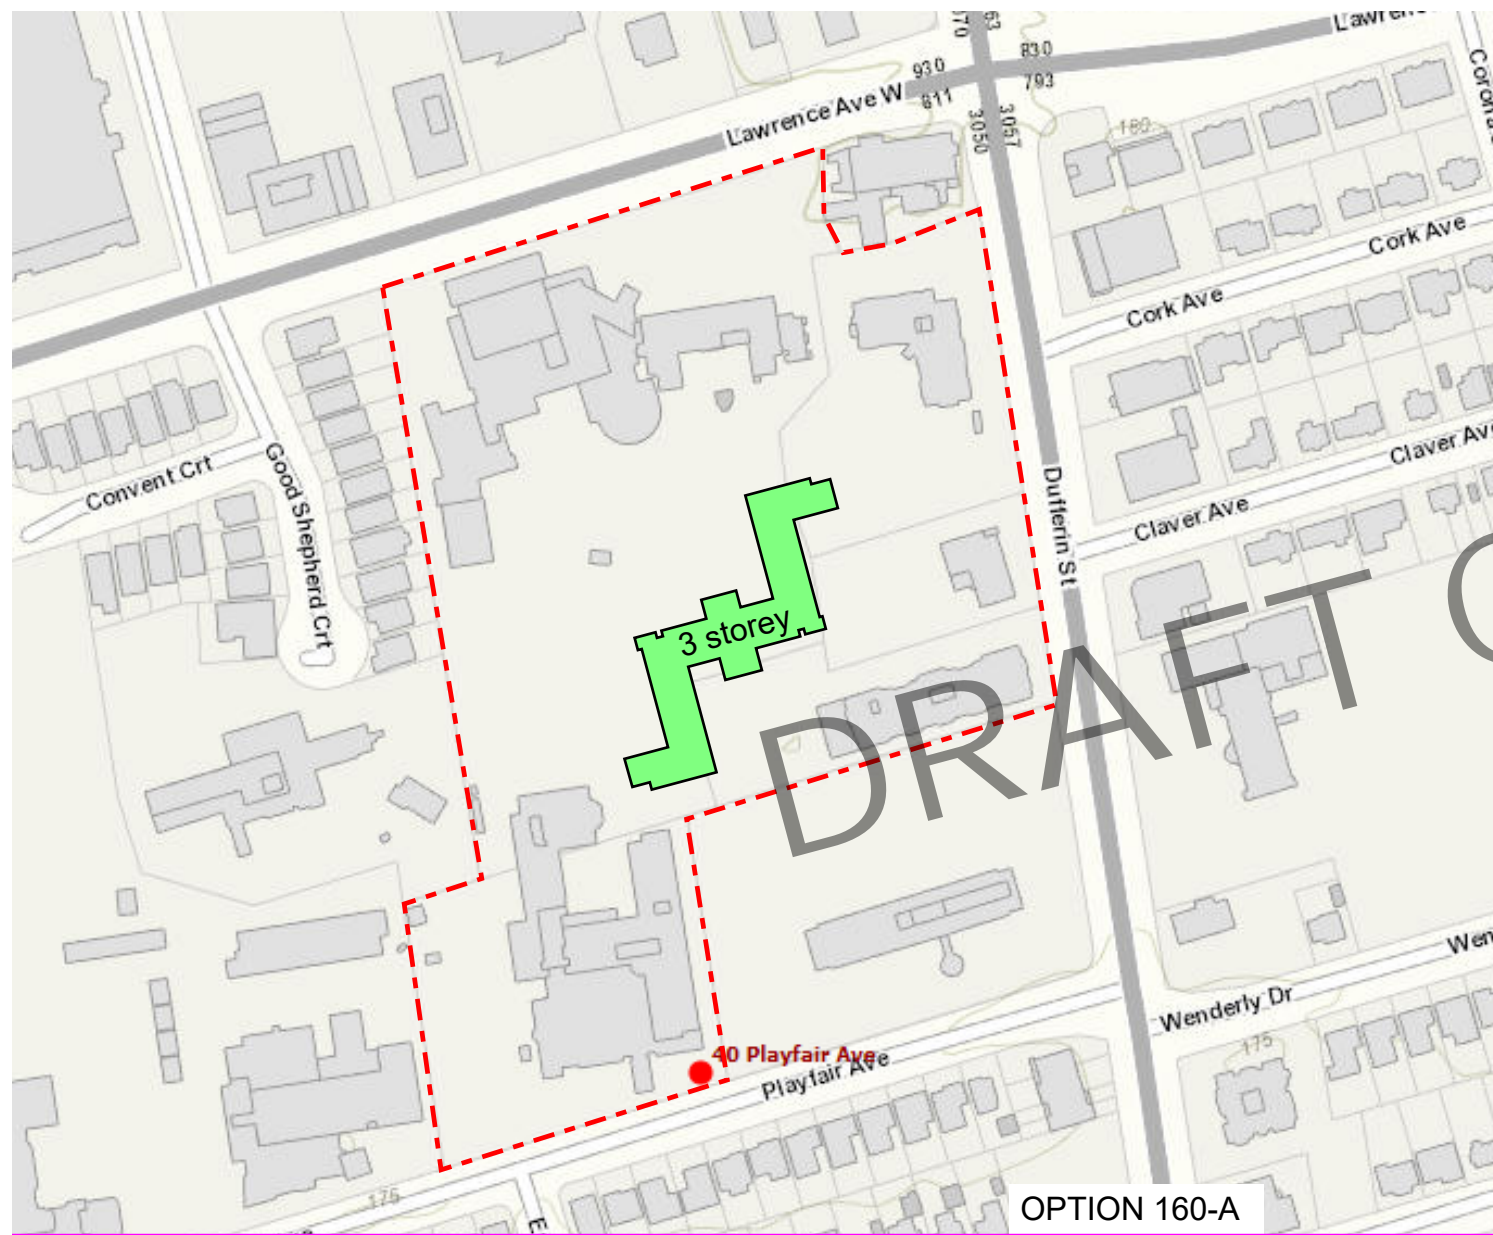 Lawrence Ave W
930
811
830
793
3050
3057
180
Cork Ave
Cork Ave
Claver Ave
Claver Ave
Convent Crt
Good Shepherd Crt
Dufferin St
3 storey
DRAFT
40 Playfair Ave
Playfair Ave
Wenderly Dr
175
175
OPTION 160-A